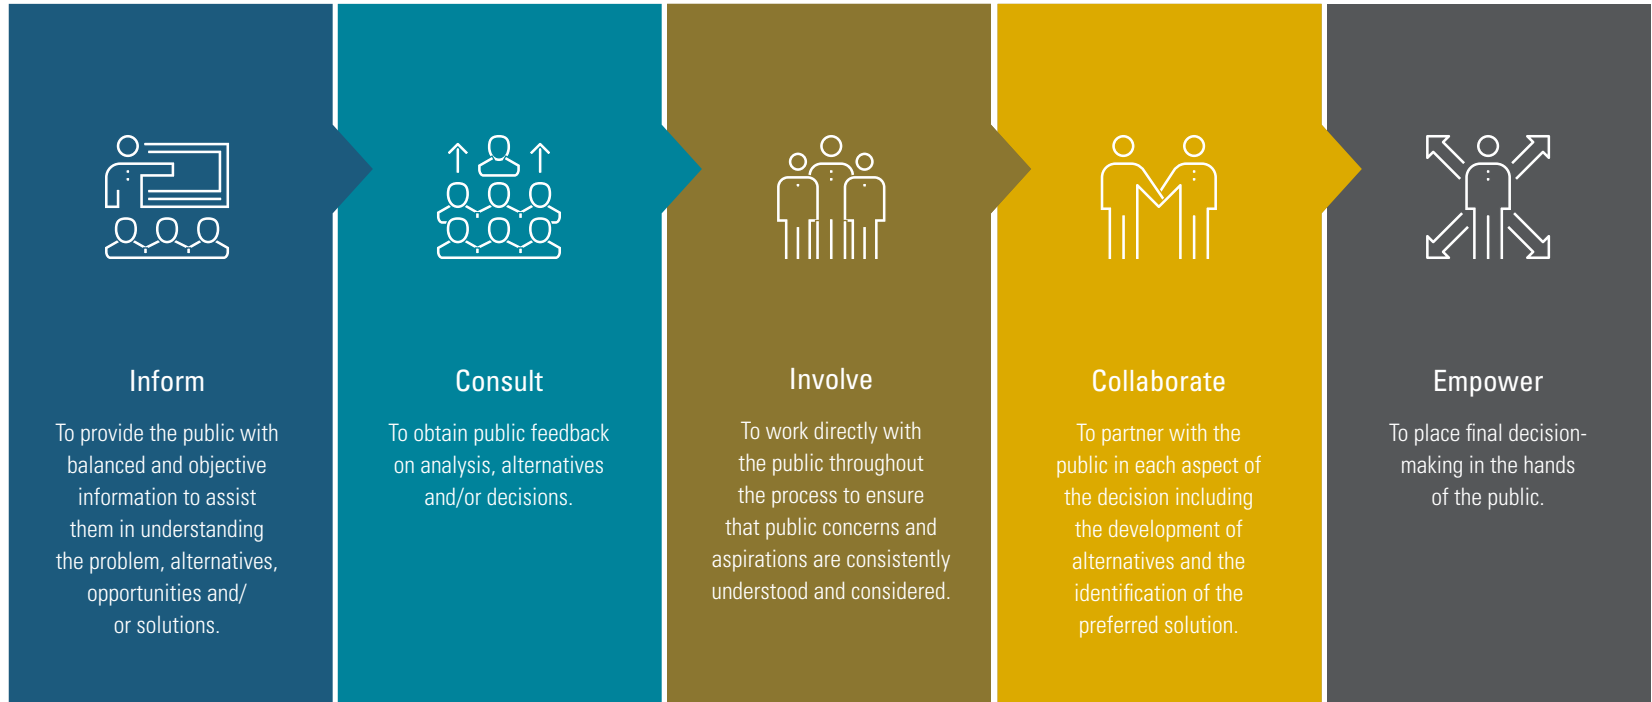 Inform
To provide the public with
balanced and objective
information to assist
them in understanding
the problem, alternatives,
opportunities and/
or solutions.
Consult
To obtain public feedback
on analysis, alternatives
and/or decisions.
Involve
To work directly with
the public throughout
the process to ensure
that public concerns and
aspirations are consistently
understood and considered.
Collaborate
To partner with the
public in each aspect of
the decision including
the development of
alternatives and the
identification of the
preferred solution.
Empower
To place final decision-
making in the hands
of the public.